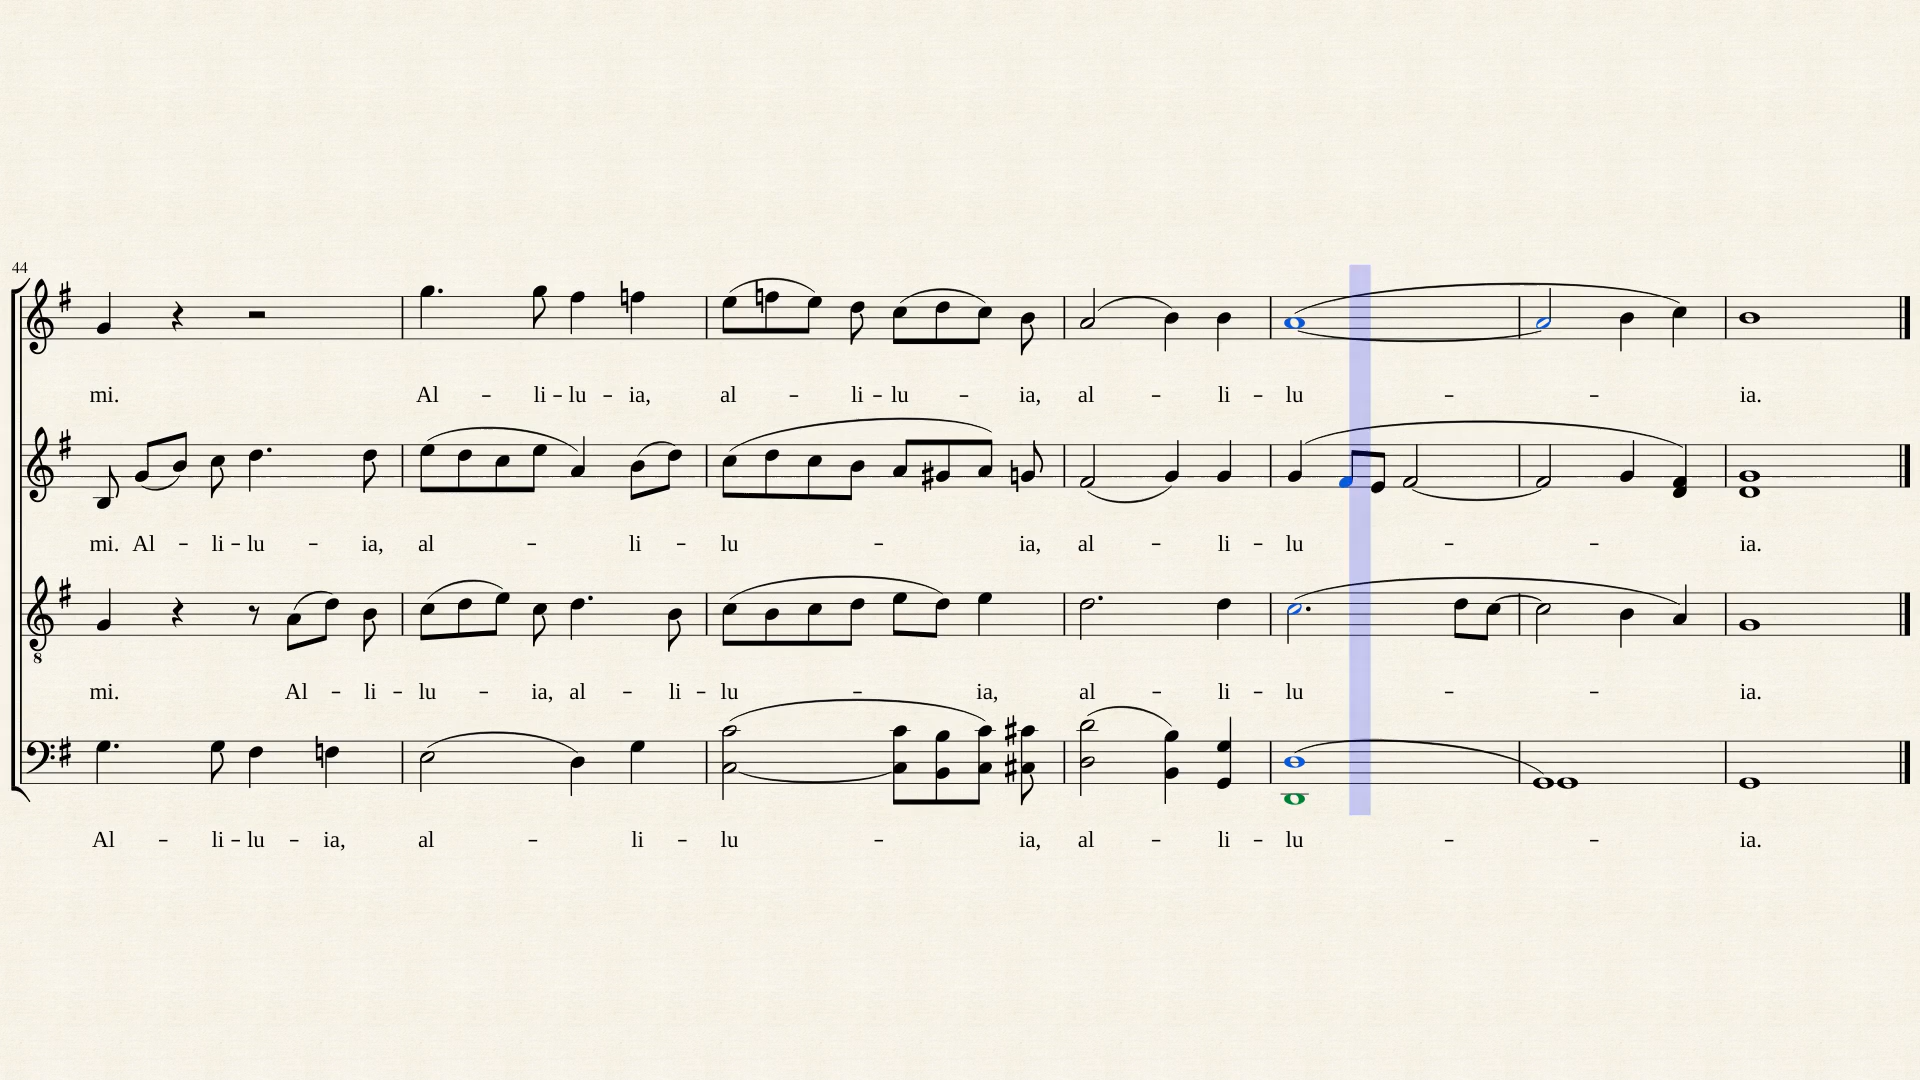 44
mi. Al – li – lu – ia, al – li – lu – ia, al – li – lu – – ia.
mi. Al – li – lu – ia, al – li – lu – ia, al – li – lu – – ia.
8
mi. Al – li – lu – ia, al – li – lu – ia, al – li – lu – – ia.
Al – li – lu – ia, al – li – lu – ia, al – li – lu – – ia.